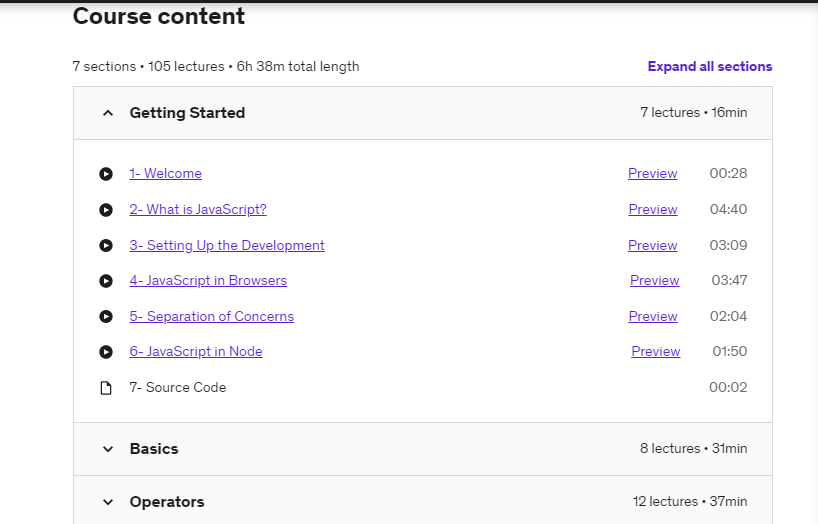 Course content
7 sections • 105 lectures • 6h 38m total length Expand all sections
Getting Started 7 lectures • 16min
1- Welcome Preview 00:28
2- What is JavaScript? Preview 04:40
3- Setting Up the Development Preview 03:09
4- JavaScript in Browsers Preview 03:47
5- Separation of Concerns Preview 02:04
6- JavaScript in Node Preview 01:50
7- Source Code 00:02
Basics 8 lectures • 31min
Operators 12 lectures • 37min